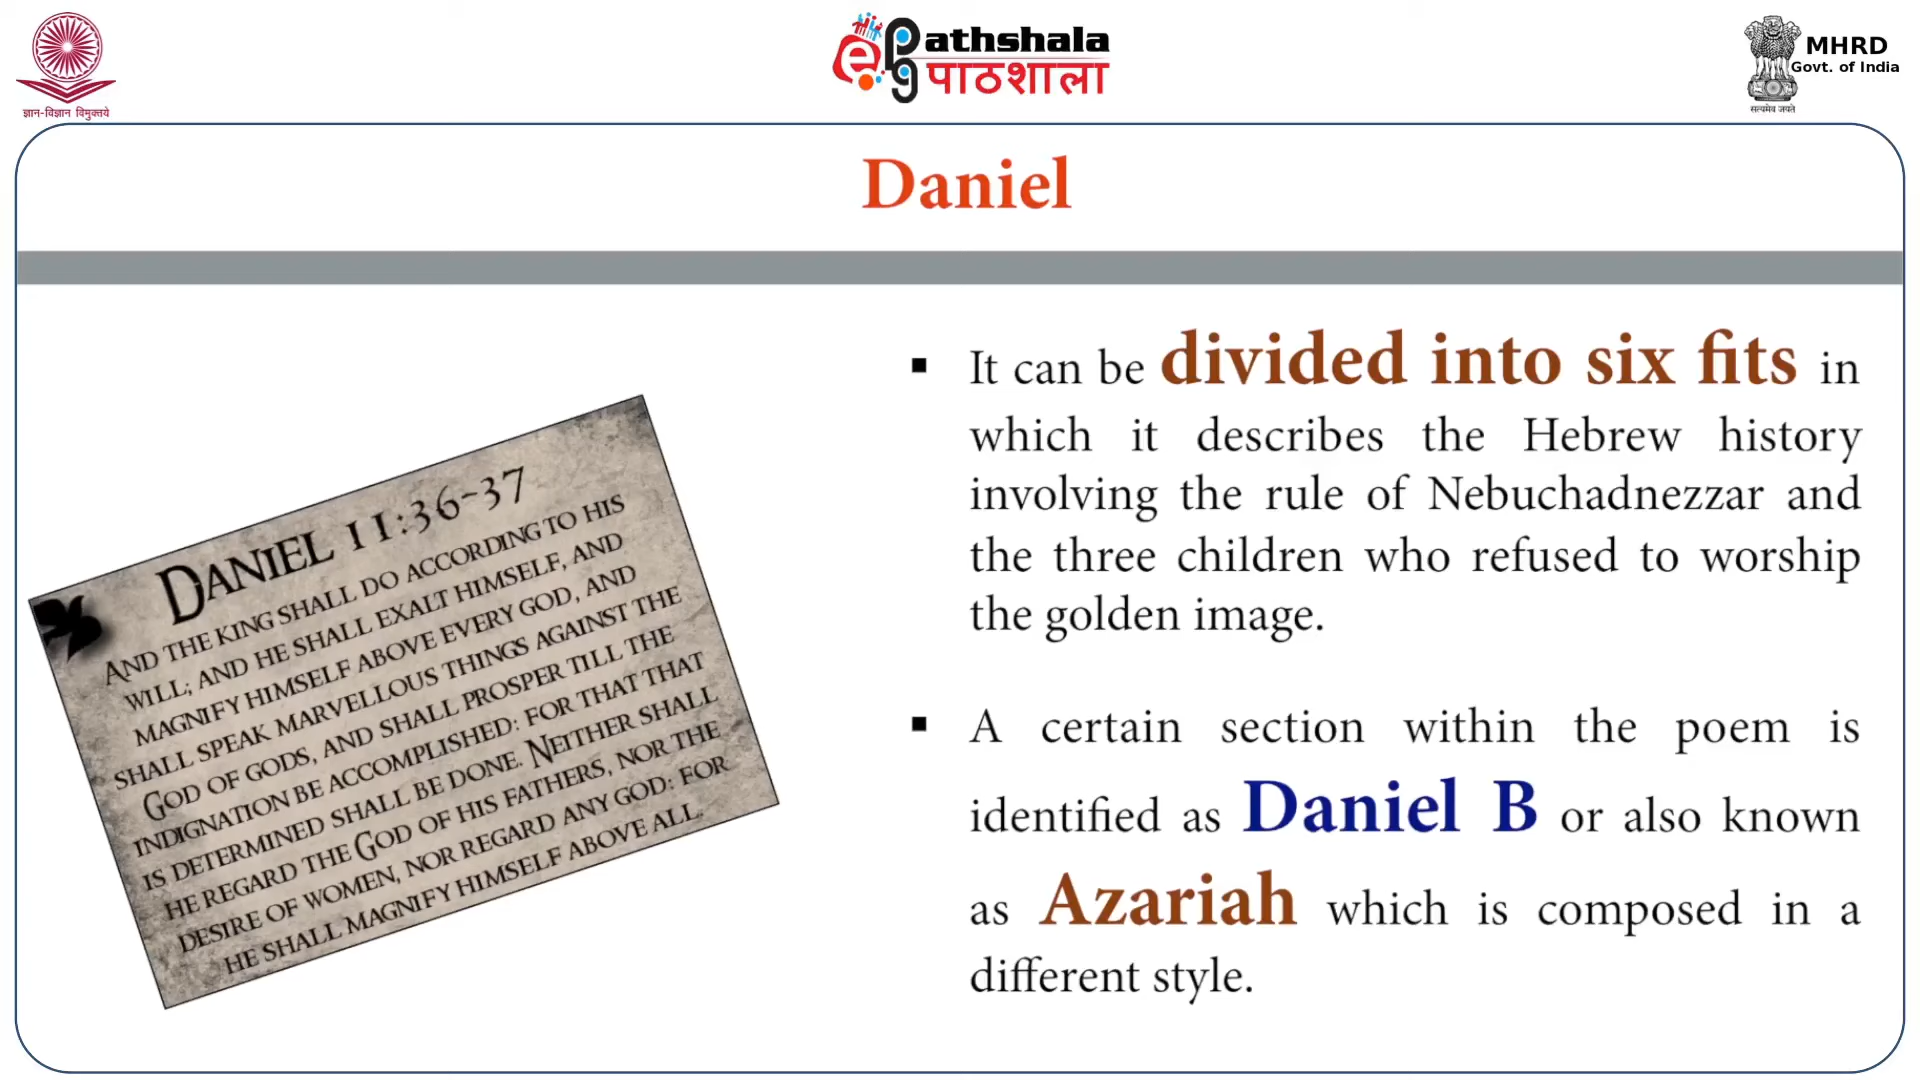 ज्ञान-विज्ञान विमुक्तये
e Pg Pathshala
पाठशाला
MHRD
Govt. of India
सत्यमेव जयते
Daniel
DANIEL 11:36-37
AND THE KING SHALL DO ACCORDING TO HIS
WILL; AND HE SHALL EXALT HIMSELF, AND
MAGNIFY HIMSELF ABOVE EVERY GOD, AND
SHALL SPEAK MARVELLOUS THINGS AGAINST THE
GOD OF GODS, AND SHALL PROSPER TILL THE
INDIGNATION BE ACCOMPLISHED: FOR THAT THAT
IS DETERMINED SHALL BE DONE. NEITHER SHALL
HE REGARD THE GOD OF HIS FATHERS, NOR THE
DESIRE OF WOMEN, NOR REGARD ANY GOD: FOR
HE SHALL MAGNIFY HIMSELF ABOVE ALL.
▪ It can be divided into six fits in
which it describes the Hebrew history
involving the rule of Nebuchadnezzar and
the three children who refused to worship
the golden image.
▪ A certain section within the poem is
identified as Daniel B or also known
as Azariah which is composed in a
different style.